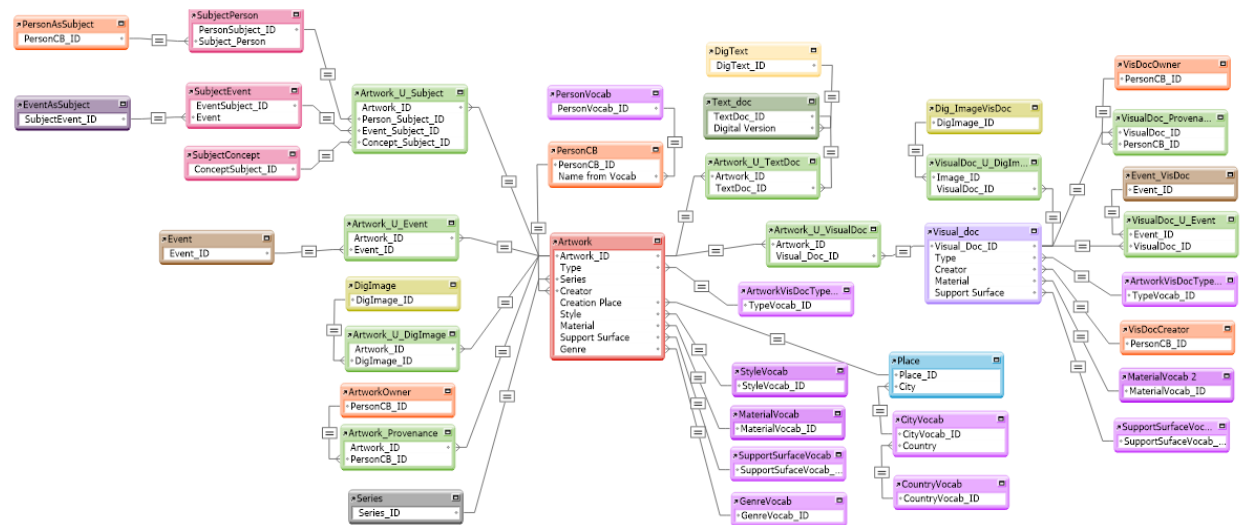 PersonAsSubject
PersonCB_ID
SubjectPerson
PersonSubject_ID
Subject_Person
EventAsSubject
SubjectEvent_ID
SubjectEvent
EventSubject_ID
Event
SubjectConcept
ConceptSubject_ID
Artwork_U_Subject
Artwork_ID
Person_Subject_ID
Event_Subject_ID
Concept_Subject_ID
Event
Event_ID
Artwork_U_Event
Artwork_ID
Event_ID
DigImage
DigImage_ID
Artwork_U_DigImage
Artwork_ID
DigImage_ID
ArtworkOwner
PersonCB_ID
Artwork_Provenance
Artwork_ID
PersonCB_ID
Series
Series_ID
PersonVocab
PersonVocab_ID
PersonCB
PersonCB_ID
Name from Vocab
Artwork
Artwork_ID
Type
Series
Creator
Creation Place
Style
Material
Support Surface
Genre
DigText
DigText_ID
Text_doc
TextDoc_ID
Digital Version
Artwork_U_TextDoc
Artwork_ID
TextDoc_ID
Artwork_U_VisualDoc
Artwork_ID
Visual_Doc_ID
ArtworkVisDocType...
TypeVocab_ID
StyleVocab
StyleVocab_ID
MaterialVocab
MaterialVocab_ID
SupportSurfaceVocab
SupportSufaceVocab_...
GenreVocab
GenreVocab_ID
Place
Place_ID
City
CityVocab
CityVocab_ID
Country
CountryVocab
CountryVocab_ID
Dig_ImageVisDoc
DigImage_ID
VisualDoc_U_DigIm...
Image_ID
VisualDoc_ID
Visual_doc
Visual_Doc_ID
Type
Creator
Material
Support Surface
VisDocOwner
PersonCB_ID
VisualDoc_Provena...
VisualDoc_ID
PersonCB_ID
Event_VisDoc
Event_ID
VisualDoc_U_Event
Event_ID
VisualDoc_ID
ArtworkVisDocType...
TypeVocab_ID
VisDocCreator
PersonCB_ID
MaterialVocab 2
MaterialVocab_ID
SupportSurfaceVoc...
SupportSufaceVocab_...